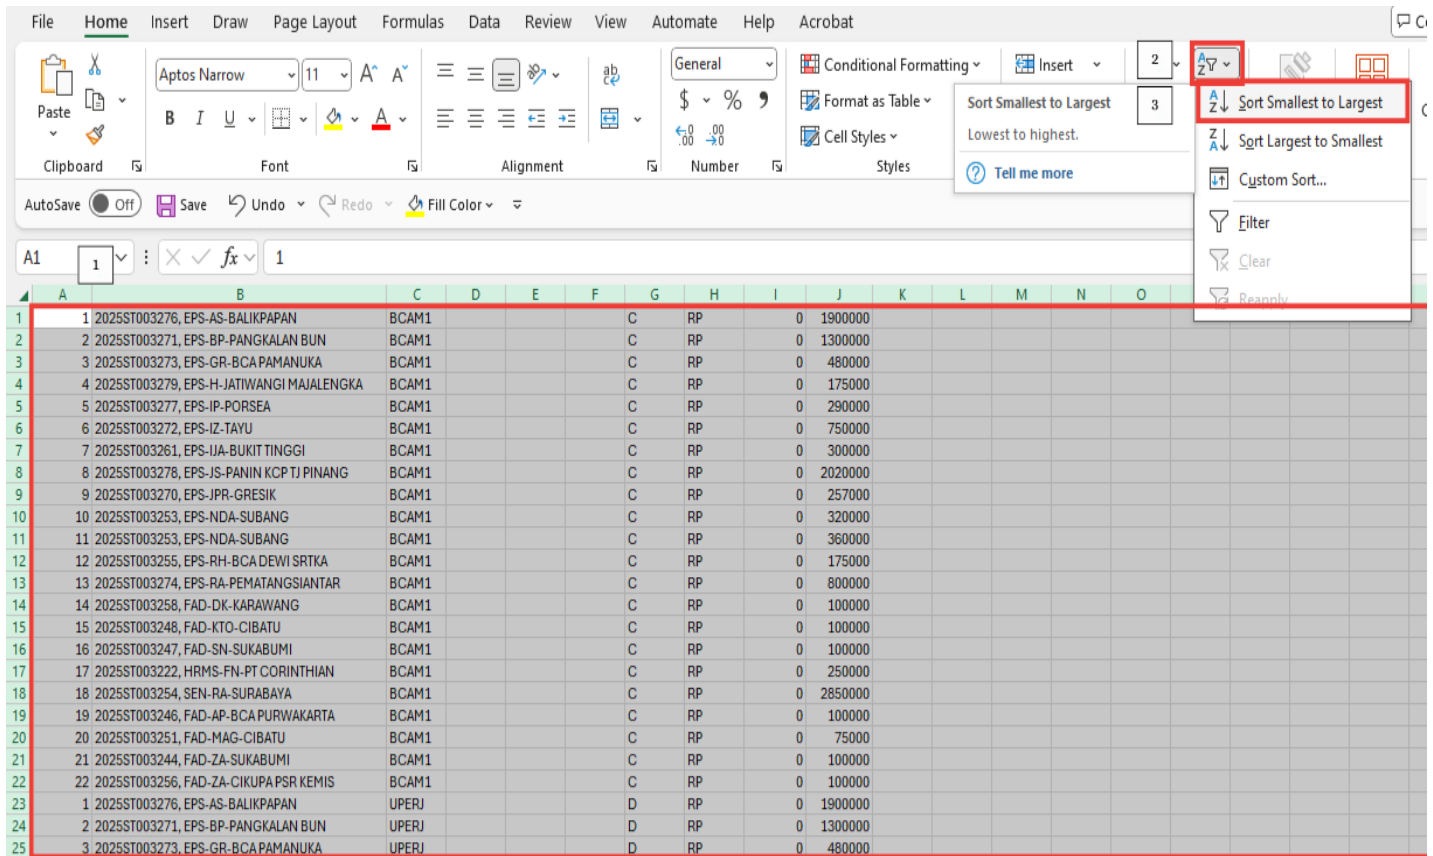 File Home Insert Draw Page Layout Formulas Data Review View Automate Help Acrobat
Paste
Aptos Narrow 11
B I U
ab
General
$ % 9
Conditional Formatting
Format as Table
Cell Styles
Insert
2
3
Sort Smallest to Largest
Lowest to highest.
Tell me more
Sort Smallest to Largest
Sort Largest to Smallest
Custom Sort...
Filter
Clear
Reapply
Clipboard Font Alignment Number Styles
AutoSave Off Save Undo Redo Fill Color
A1 1 fx 1
A B C D E F G H I J K L M N O
1 1 2025ST003276, EPS-AS-BALIKPAPAN BCAM1 C RP 0 1900000
2 2 2025ST003271, EPS-BP-PANGKALAN BUN BCAM1 C RP 0 1300000
3 3 2025ST003273, EPS-GR-BCA PAMANUKA BCAM1 C RP 0 480000
4 4 2025ST003279, EPS-H-JATIWANGI MAJALENGKA BCAM1 C RP 0 175000
5 5 2025ST003277, EPS-IP-PORSEA BCAM1 C RP 0 290000
6 6 2025ST003272, EPS-IZ-TAYU BCAM1 C RP 0 750000
7 7 2025ST003261, EPS-IJA-BUKIT TINGGI BCAM1 C RP 0 300000
8 8 2025ST003278, EPS-JS-PANIN KCP TJ PINANG BCAM1 C RP 0 2020000
9 9 2025ST003270, EPS-JPR-GRESIK BCAM1 C RP 0 257000
10 10 2025ST003253, EPS-NDA-SUBANG BCAM1 C RP 0 320000
11 11 2025ST003253, EPS-NDA-SUBANG BCAM1 C RP 0 360000
12 12 2025ST003255, EPS-RH-BCA DEWI SRTKA BCAM1 C RP 0 175000
13 13 2025ST003274, EPS-RA-PEMATANGSIANTAR BCAM1 C RP 0 800000
14 14 2025ST003258, FAD-DK-KARAWANG BCAM1 C RP 0 100000
15 15 2025ST003248, FAD-KTO-CIBATU BCAM1 C RP 0 100000
16 16 2025ST003247, FAD-SN-SUKABUMI BCAM1 C RP 0 100000
17 17 2025ST003222, HRMS-FN-PT CORINTHIAN BCAM1 C RP 0 250000
18 18 2025ST003254, SEN-RA-SURABAYA BCAM1 C RP 0 2850000
19 19 2025ST003246, FAD-AP-BCA PURWAKARTA BCAM1 C RP 0 100000
20 20 2025ST003251, FAD-MAG-CIBATU BCAM1 C RP 0 75000
21 21 2025ST003244, FAD-ZA-SUKABUMI BCAM1 C RP 0 100000
22 22 2025ST003256, FAD-ZA-CIKUPA PSR KEMIS BCAM1 C RP 0 100000
23 1 2025ST003276, EPS-AS-BALIKPAPAN UPERJ D RP 0 1900000
24 2 2025ST003271, EPS-BP-PANGKALAN BUN UPERJ D RP 0 1300000
25 3 2025ST003273, EPS-GR-BCA PAMANUKA UPERJ D RP 0 480000